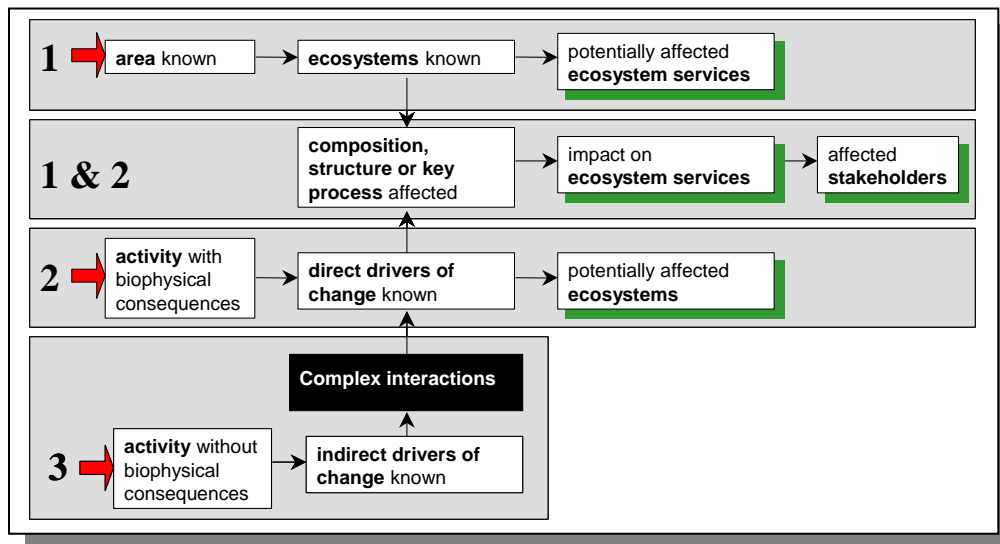 1
area known
ecosystems known
potentially affected
ecosystem services
1 & 2
composition,
structure or key
process affected
impact on
ecosystem services
affected
stakeholders
2
activity with
biophysical
consequences
direct drivers of
change known
potentially affected
ecosystems
Complex interactions
3
activity without
biophysical
consequences
indirect drivers of
change known